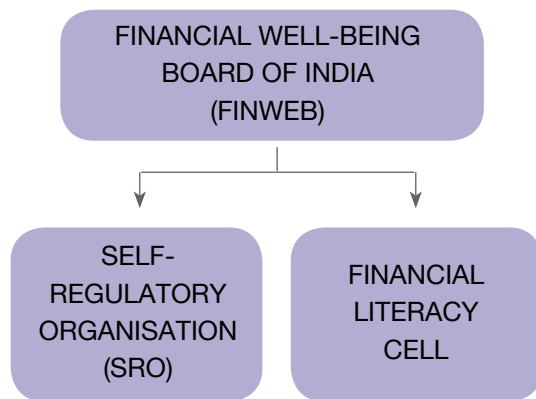 FINANCIAL WELL-BEING
BOARD OF INDIA
(FINWEB)
SELF-
REGULATORY
ORGANISATION
(SRO)
FINANCIAL
LITERACY
CELL